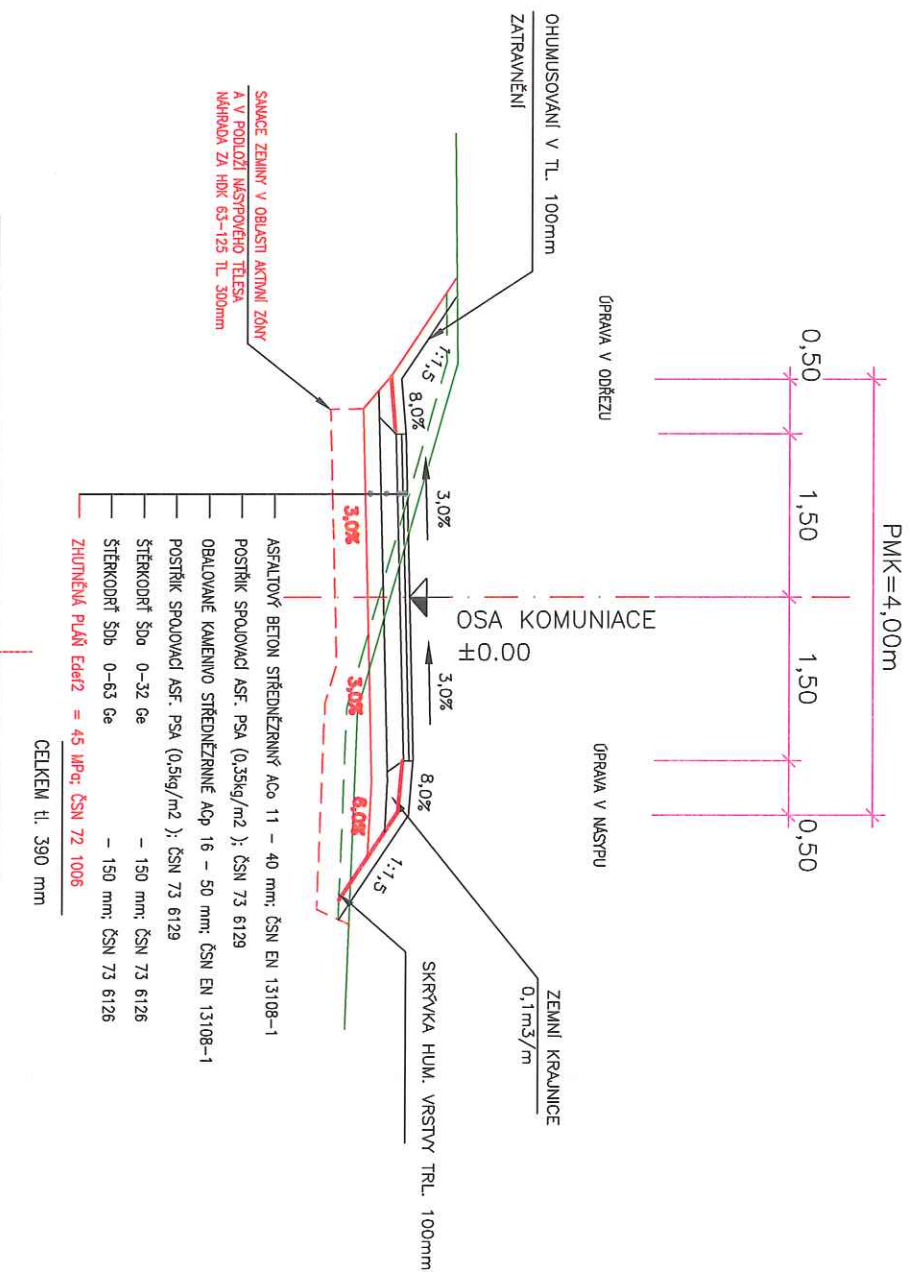 PMK=4,00m
0,50
1,50
1,50
0,50
ÚPRAVA V ODŘEZU
ÚPRAVA V NÁSYPU
OHUMUSOVÁNÍ V TL. 100mm
ZATRAVNĚNÍ
ZEMNÍ KRAJNICE
0,1m3/m
OSA KOMUNIACE
±0.00
3,0%
3,0%
8,0%
8,0%
1:1,5
1:1,5
3,0%
3,0%
6,0%
SKRÝVKA HUM. VRSTVY TRL. 100mm
SANACE ZEMINY V OBLASTI AKTIVNÍ ZÓNY
A V PODLOŽÍ NÁSYPOVÉHO TĚLESA
NÁHRADA ZA HDK 63-125 TL. 300mm
ASFALTOVÝ BETON STŘEDNĚZRNNÝ ACo 11 - 40 mm; ČSN EN 13108-1
POSTŘIK SPOJOVACÍ ASF. PSA (0,35kg/m2 ); ČSN 73 6129
OBALOVANÉ KAMENIVO STŘEDNĚZRNNÉ ACp 16 - 50 mm; ČSN EN 13108-1
POSTŘIK SPOJOVACÍ ASF. PSA (0,5kg/m2 ); ČSN 73 6129
ŠTĚRKODRŤ ŠDa 0-32 Ge - 150 mm; ČSN 73 6126
ŠTĚRKODRŤ ŠDb 0-63 Ge - 150 mm; ČSN 73 6126
ZHUTNĚNÁ PLÁŇ Edef2 = 45 MPa; ČSN 72 1006
CELKEM tl. 390 mm